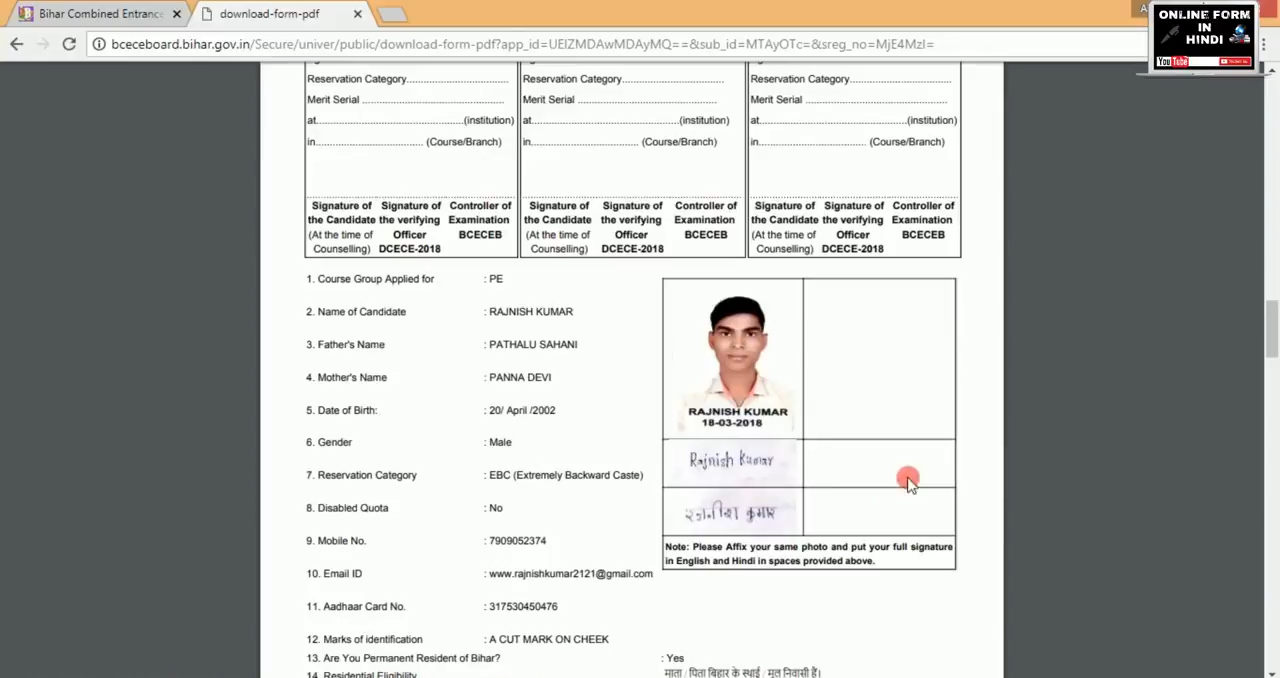 Bihar Combined Entrance
download-form-pdf
bceceboard.bihar.gov.in/Secure/univer/public/download-form-pdf?app_id=UElZMDAwMDAyMQ==&sub_id=MTAyOTc=&sreg_no=MjE4MzI=
ONLINE FORM
IN
HINDI
YouTube
Reservation Category.................................. Reservation Category.................................. Reservation Category..................................
Merit Serial ............................................... Merit Serial ............................................... Merit Serial ...............................................
at..................................................(institution) at..................................................(institution) at..................................................(institution)
in.................................... (Course/Branch) in.................................... (Course/Branch) in.................................... (Course/Branch)
Signature of Signature of Controller of Signature of Signature of Controller of Signature of Signature of Controller of
the Candidate the verifying Examination the Candidate the verifying Examination the Candidate the verifying Examination
(At the time of Officer BCECEB (At the time of Officer BCECEB (At the time of Officer BCECEB
Counselling) DCECE-2018 Counselling) DCECE-2018 Counselling) DCECE-2018
1. Course Group Applied for : PE
2. Name of Candidate : RAJNISH KUMAR
3. Father's Name : PATHALU SAHANI
4. Mother's Name : PANNA DEVI
5. Date of Birth: : 20/ April /2002
6. Gender : Male
7. Reservation Category : EBC (Extremely Backward Caste)
8. Disabled Quota : No
9. Mobile No. : 7909052374
10. Email ID : www.rajnishkumar2121@gmail.com
11. Aadhaar Card No. : 317530450476
12. Marks of identification : A CUT MARK ON CHEEK
13. Are You Permanent Resident of Bihar? : Yes
14. Residential Eligibility माता / पिता बिहार के स्थाई / मूल निवासी हैं।
RAJNISH KUMAR
18-03-2018
Rajnish Kumar
रजनीश कुमार
Note: Please Affix your same photo and put your full signature
in English and Hindi in spaces provided above.